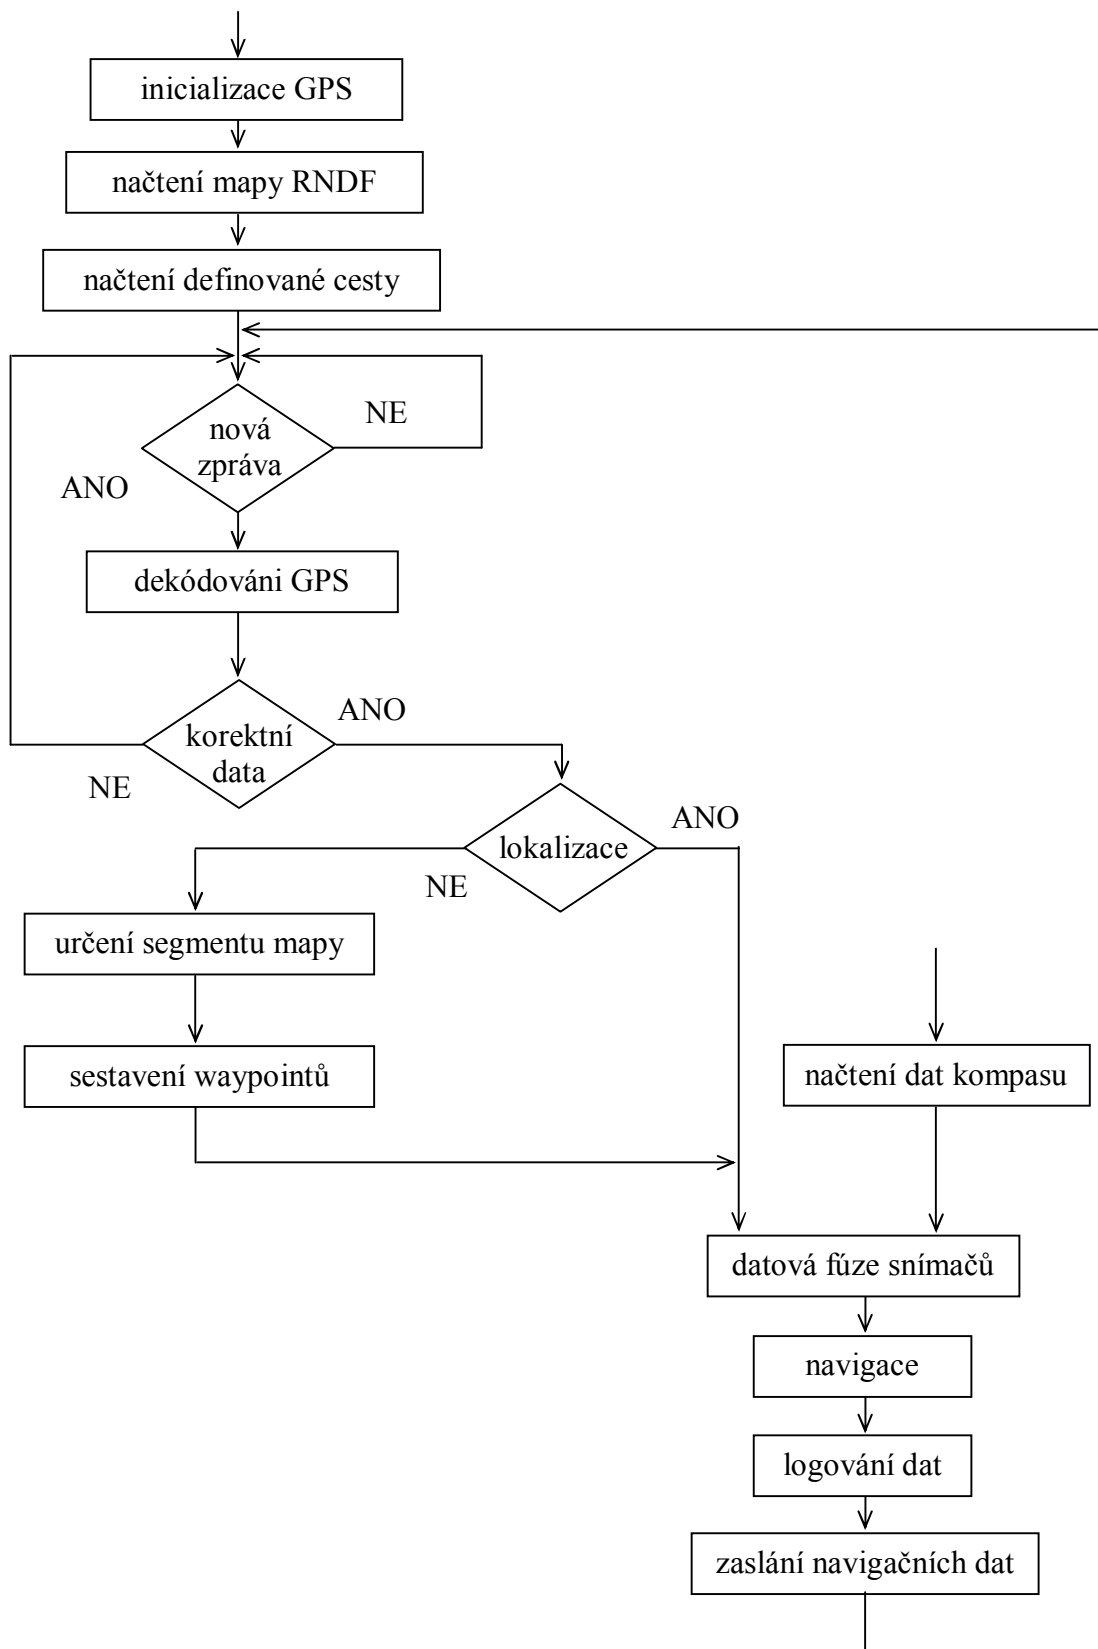 inicializace GPS
načtení mapy RNDF
načtení definované cesty
nová
zpráva
NE
ANO
dekódováni GPS
korektní
data
ANO
NE
lokalizace
ANO
NE
určení segmentu mapy
sestavení waypointů
načtení dat kompasu
datová fúze snímačů
navigace
logování dat
zaslání navigačních dat